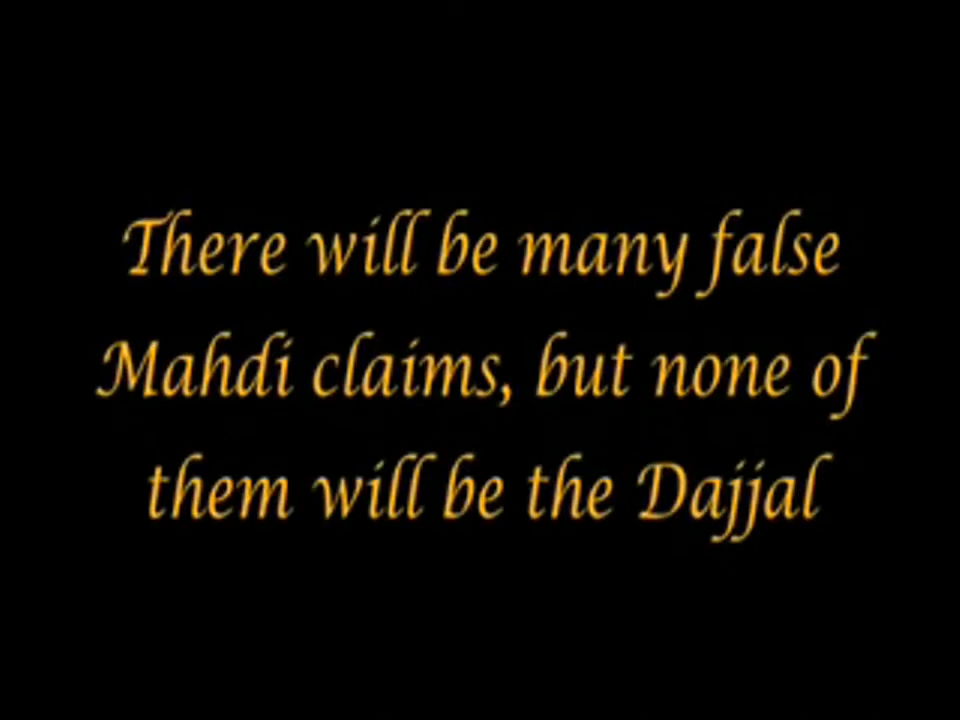 There will be many false
Mahdi claims, but none of
them will be the Dajjal